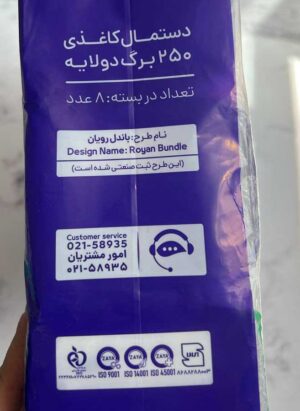 دستمال کاغذی
۲۵۰ برگ دولایه
تعداد در بسته: ۸ عدد
نام طرح: باندل رویان
Design Name: Royan Bundle
(این طرح ثبت صنعتی شده است)
Customer service
021-58935
امور مشتریان
۰۲۱-۵۸۹۳۵
ISO 9001
ISO 14001
ISO 45001